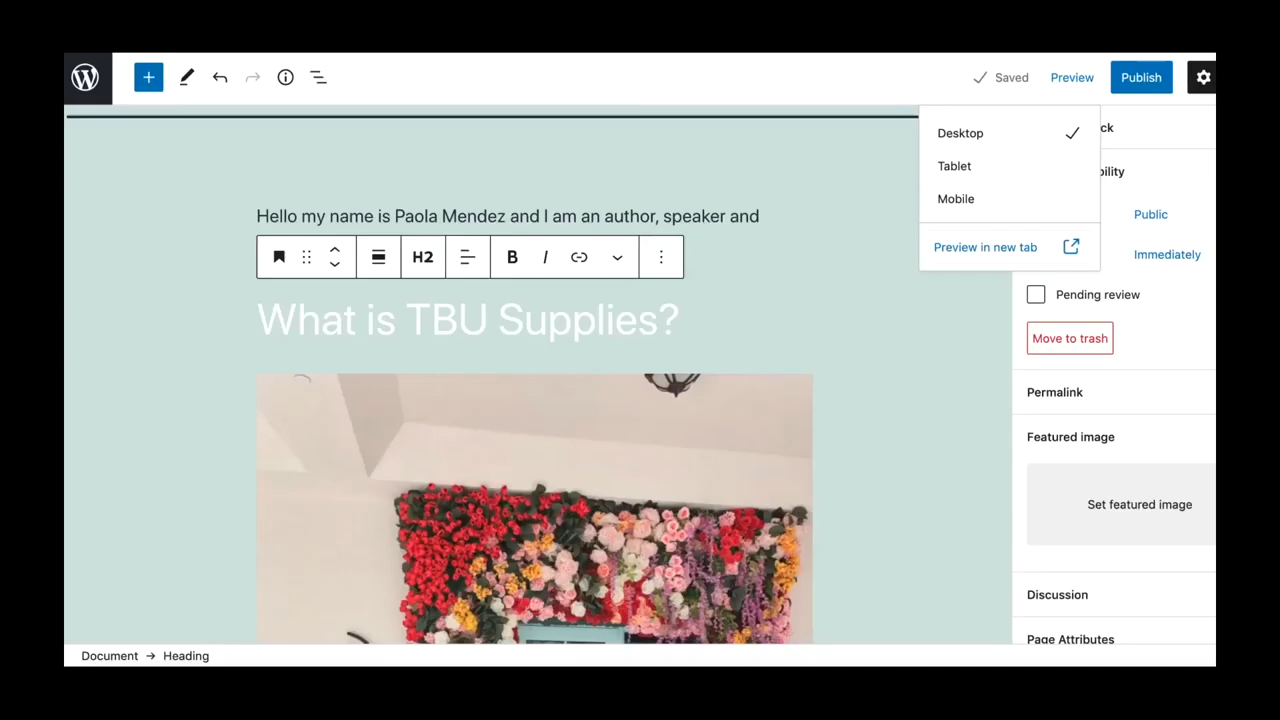 Saved Preview Publish
Desktop
Tablet
Mobile
Preview in new tab
ck
bility
Public
Immediately
Pending review
Move to trash
Permalink
Featured image
Set featured image
Discussion
Page Attributes
Hello my name is Paola Mendez and I am an author, speaker and
H2 B I
What is TBU Supplies?
Document → Heading